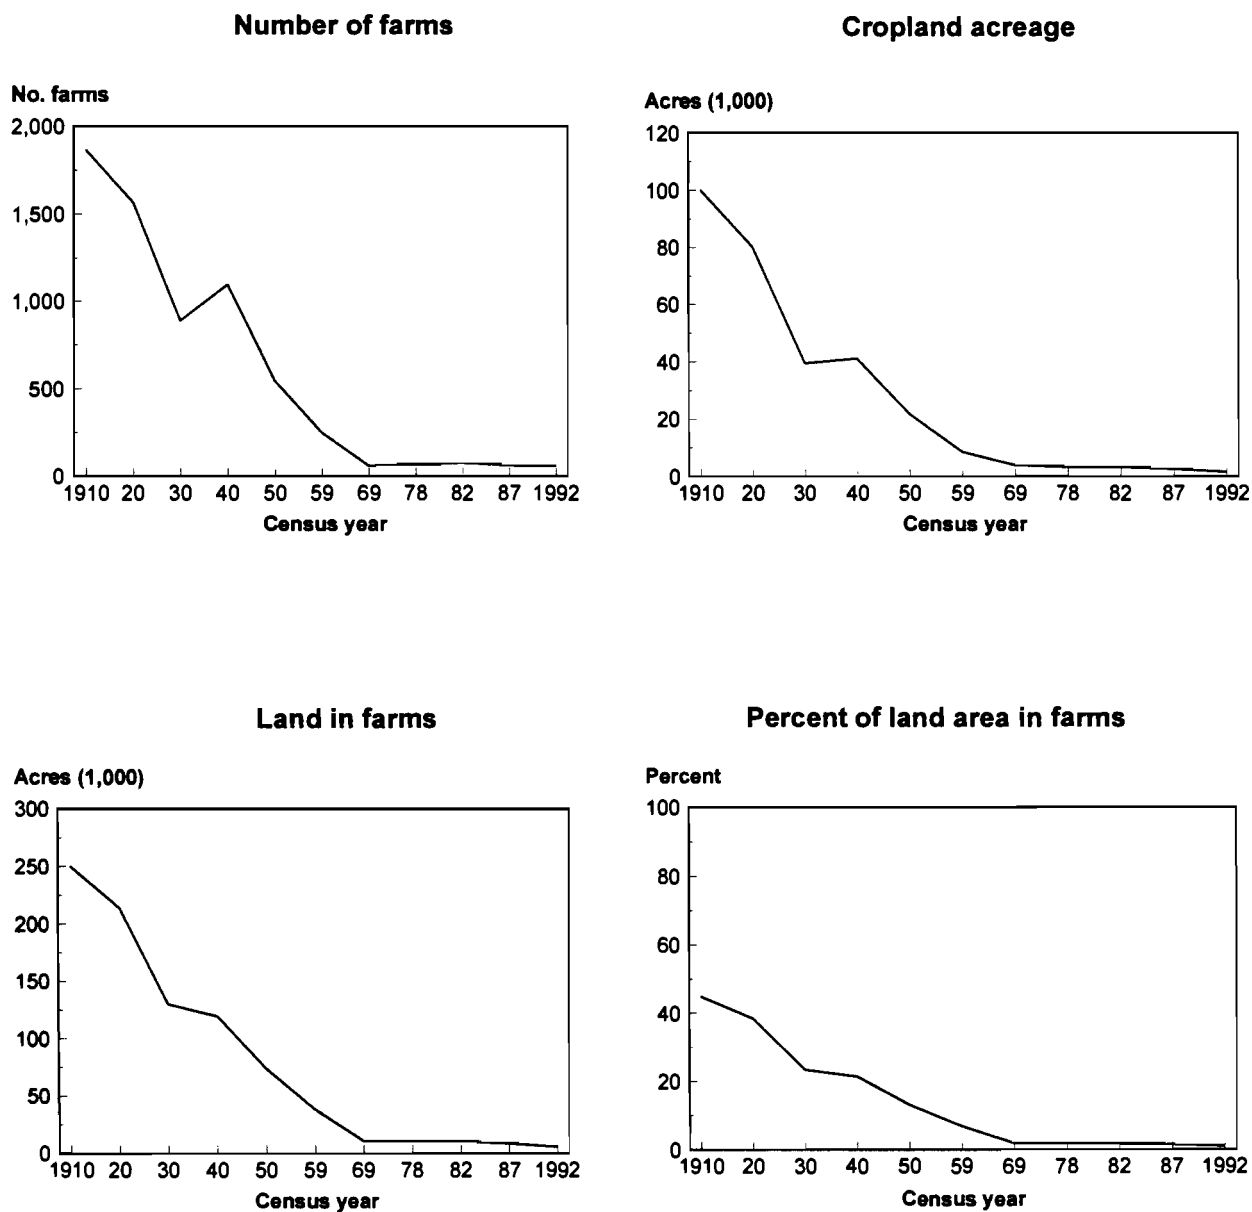 Number of farms
No. farms
2,000
1,500
1,000
500
0
1910 20 30 40 50 59 69 78 82 87 1992
Census year
Cropland acreage
Acres (1,000)
120
100
80
60
40
20
0
1910 20 30 40 50 59 69 78 82 87 1992
Census year
Land in farms
Acres (1,000)
300
250
200
150
100
50
0
1910 20 30 40 50 59 69 78 82 87 1992
Census year
Percent of land area in farms
Percent
100
80
60
40
20
0
1910 20 30 40 50 59 69 78 82 87 1992
Census year